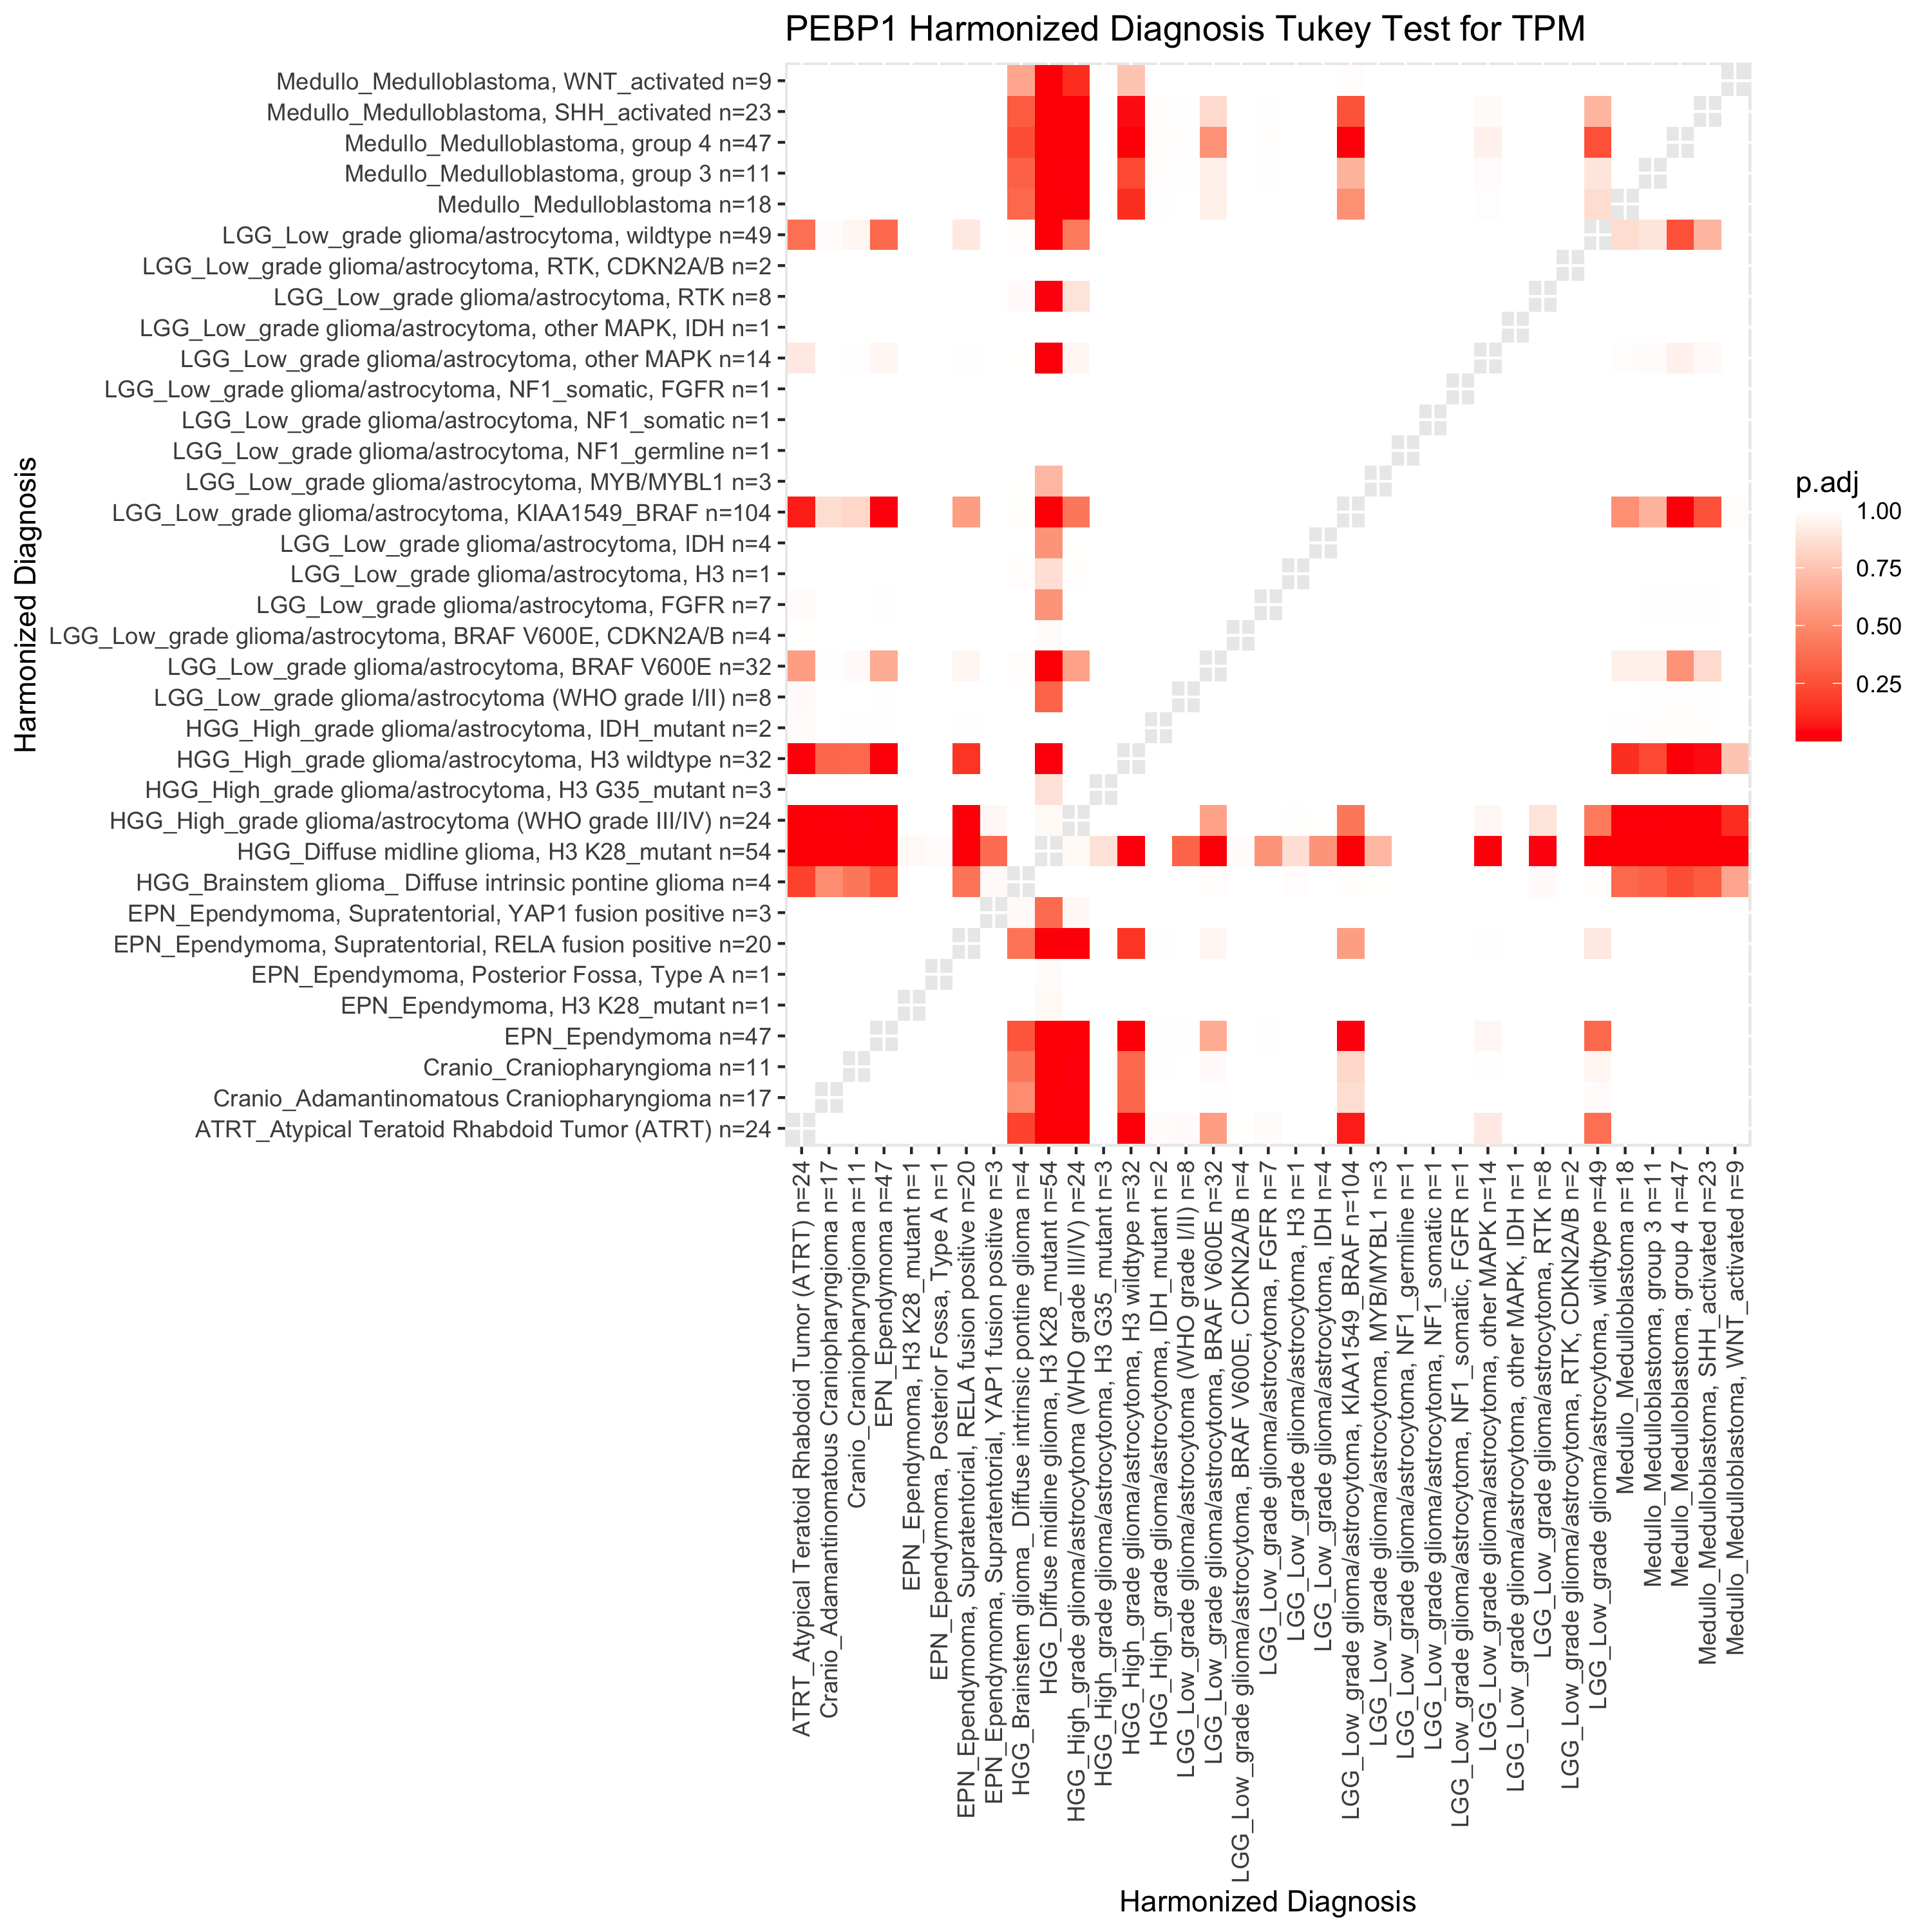 PEBP1 Harmonized Diagnosis Tukey Test for TPM
Harmonized Diagnosis
Medullo_Medulloblastoma, WNT_activated n=9
Medullo_Medulloblastoma, SHH_activated n=23
Medullo_Medulloblastoma, group 4 n=47
Medullo_Medulloblastoma, group 3 n=11
Medullo_Medulloblastoma n=18
LGG_Low_grade glioma/astrocytoma, wildtype n=49
LGG_Low_grade glioma/astrocytoma, RTK, CDKN2A/B n=2
LGG_Low_grade glioma/astrocytoma, RTK n=8
LGG_Low_grade glioma/astrocytoma, other MAPK, IDH n=1
LGG_Low_grade glioma/astrocytoma, other MAPK n=14
LGG_Low_grade glioma/astrocytoma, NF1_somatic, FGFR n=1
LGG_Low_grade glioma/astrocytoma, NF1_somatic n=1
LGG_Low_grade glioma/astrocytoma, NF1_germline n=1
LGG_Low_grade glioma/astrocytoma, MYB/MYBL1 n=3
LGG_Low_grade glioma/astrocytoma, KIAA1549_BRAF n=104
LGG_Low_grade glioma/astrocytoma, IDH n=4
LGG_Low_grade glioma/astrocytoma, H3 n=1
LGG_Low_grade glioma/astrocytoma, FGFR n=7
LGG_Low_grade glioma/astrocytoma, BRAF V600E, CDKN2A/B n=4
LGG_Low_grade glioma/astrocytoma, BRAF V600E n=32
LGG_Low_grade glioma/astrocytoma (WHO grade I/II) n=8
HGG_High_grade glioma/astrocytoma, IDH_mutant n=2
HGG_High_grade glioma/astrocytoma, H3 wildtype n=32
HGG_High_grade glioma/astrocytoma, H3 G35_mutant n=3
HGG_High_grade glioma/astrocytoma (WHO grade III/IV) n=24
HGG_Diffuse midline glioma, H3 K28_mutant n=54
HGG_Brainstem glioma_ Diffuse intrinsic pontine glioma n=4
EPN_Ependymoma, Supratentorial, YAP1 fusion positive n=3
EPN_Ependymoma, Supratentorial, RELA fusion positive n=20
EPN_Ependymoma, Posterior Fossa, Type A n=1
EPN_Ependymoma, H3 K28_mutant n=1
EPN_Ependymoma n=47
Cranio_Craniopharyngioma n=11
Cranio_Adamantinomatous Craniopharyngioma n=17
ATRT_Atypical Teratoid Rhabdoid Tumor (ATRT) n=24
ATRT_Atypical Teratoid Rhabdoid Tumor (ATRT) n=24
Cranio_Adamantinomatous Craniopharyngioma n=17
Cranio_Craniopharyngioma n=11
EPN_Ependymoma n=47
EPN_Ependymoma, H3 K28_mutant n=1
EPN_Ependymoma, Posterior Fossa, Type A n=1
EPN_Ependymoma, Supratentorial, RELA fusion positive n=20
EPN_Ependymoma, Supratentorial, YAP1 fusion positive n=3
HGG_Brainstem glioma_ Diffuse intrinsic pontine glioma n=4
HGG_Diffuse midline glioma, H3 K28_mutant n=54
HGG_High_grade glioma/astrocytoma (WHO grade III/IV) n=24
HGG_High_grade glioma/astrocytoma, H3 G35_mutant n=3
HGG_High_grade glioma/astrocytoma, H3 wildtype n=32
HGG_High_grade glioma/astrocytoma, IDH_mutant n=2
LGG_Low_grade glioma/astrocytoma (WHO grade I/II) n=8
LGG_Low_grade glioma/astrocytoma, BRAF V600E n=32
LGG_Low_grade glioma/astrocytoma, BRAF V600E, CDKN2A/B n=4
LGG_Low_grade glioma/astrocytoma, FGFR n=7
LGG_Low_grade glioma/astrocytoma, H3 n=1
LGG_Low_grade glioma/astrocytoma, IDH n=4
LGG_Low_grade glioma/astrocytoma, KIAA1549_BRAF n=104
LGG_Low_grade glioma/astrocytoma, MYB/MYBL1 n=3
LGG_Low_grade glioma/astrocytoma, NF1_germline n=1
LGG_Low_grade glioma/astrocytoma, NF1_somatic n=1
LGG_Low_grade glioma/astrocytoma, NF1_somatic, FGFR n=1
LGG_Low_grade glioma/astrocytoma, other MAPK n=14
LGG_Low_grade glioma/astrocytoma, other MAPK, IDH n=1
LGG_Low_grade glioma/astrocytoma, RTK n=8
LGG_Low_grade glioma/astrocytoma, RTK, CDKN2A/B n=2
LGG_Low_grade glioma/astrocytoma, wildtype n=49
Medullo_Medulloblastoma n=18
Medullo_Medulloblastoma, group 3 n=11
Medullo_Medulloblastoma, group 4 n=47
Medullo_Medulloblastoma, SHH_activated n=23
Medullo_Medulloblastoma, WNT_activated n=9
Harmonized Diagnosis
p.adj
1.00
0.75
0.50
0.25